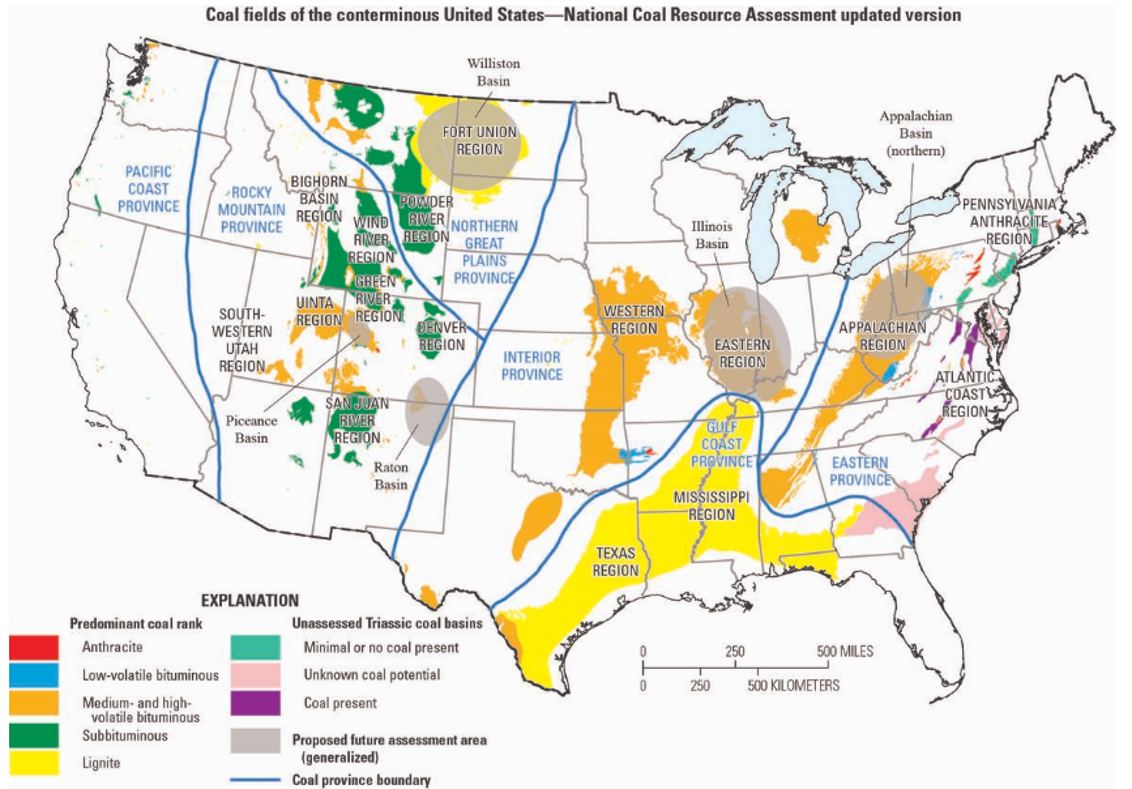 Coal fields of the conterminous United States—National Coal Resource Assessment updated version
Williston
Basin
FORT UNION
REGION
Appalachian
Basin
(northern)
PACIFIC
COAST
PROVINCE
ROCKY
MOUNTAIN
PROVINCE
BIGHORN
BASIN
REGION
POWDER
RIVER
REGION
WIND
RIVER
REGION
NORTHERN
GREAT
PLAINS
PROVINCE
Illinois
Basin
PENNSYLVANIA
ANTHRACITE
REGION
GREEN
RIVER
REGION
UINTA
REGION
SOUTH-
WESTERN
UTAH
REGION
DENVER
REGION
WESTERN
REGION
EASTERN
REGION
APPALACHIAN
REGION
INTERIOR
PROVINCE
ATLANTIC
COAST
REGION
Piceance
Basin
SAN JUAN
RIVER
REGION
Raton
Basin
GULF
COAST
PROVINCE
EASTERN
PROVINCE
MISSISSIPPI
REGION
TEXAS
REGION
EXPLANATION
Predominant coal rank
Anthracite
Low-volatile bituminous
Medium- and high-
volatile bituminous
Subbituminous
Lignite
Unassessed Triassic coal basins
Minimal or no coal present
Unknown coal potential
Coal present
Proposed future assessment area
(generalized)
Coal province boundary
0 250 500 MILES
0 250 500 KILOMETERS